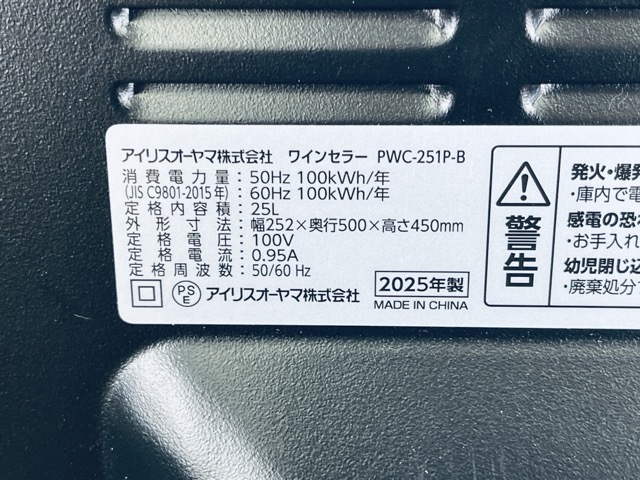 アイリスオーヤマ株式会社 ワインセラー PWC-251P-B
消費電力量: 50Hz 100kWh/年
(JIS C9801-2015年) 60Hz 100kWh/年
定格内容積: 25L
外形寸法: 幅252×奥行500×高さ450mm
定格電圧: 100V
定格電流: 0.95A
定格周波数: 50/60 Hz
PSE アイリスオーヤマ株式会社
2025年製
MADE IN CHINA
警告
発火・爆発
・庫内で電
感電の恐れ
・お手入れ
幼児閉じ込
・廃棄処分